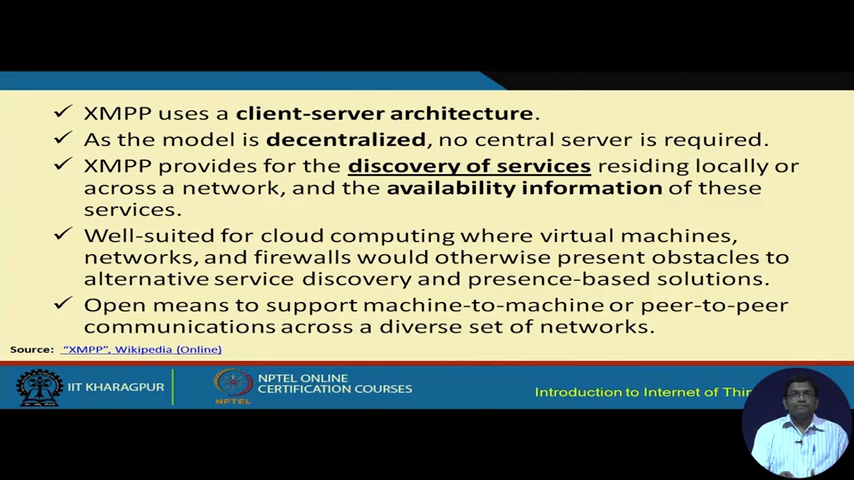 ✓ XMPP uses a client-server architecture.
✓ As the model is decentralized, no central server is required.
✓ XMPP provides for the discovery of services residing locally or
across a network, and the availability information of these
services.
✓ Well-suited for cloud computing where virtual machines,
networks, and firewalls would otherwise present obstacles to
alternative service discovery and presence-based solutions.
✓ Open means to support machine-to-machine or peer-to-peer
communications across a diverse set of networks.
Source: "XMPP", Wikipedia (Online)
IIT KHARAGPUR
NPTEL ONLINE
CERTIFICATION COURSES
NPTEL
Introduction to Internet of